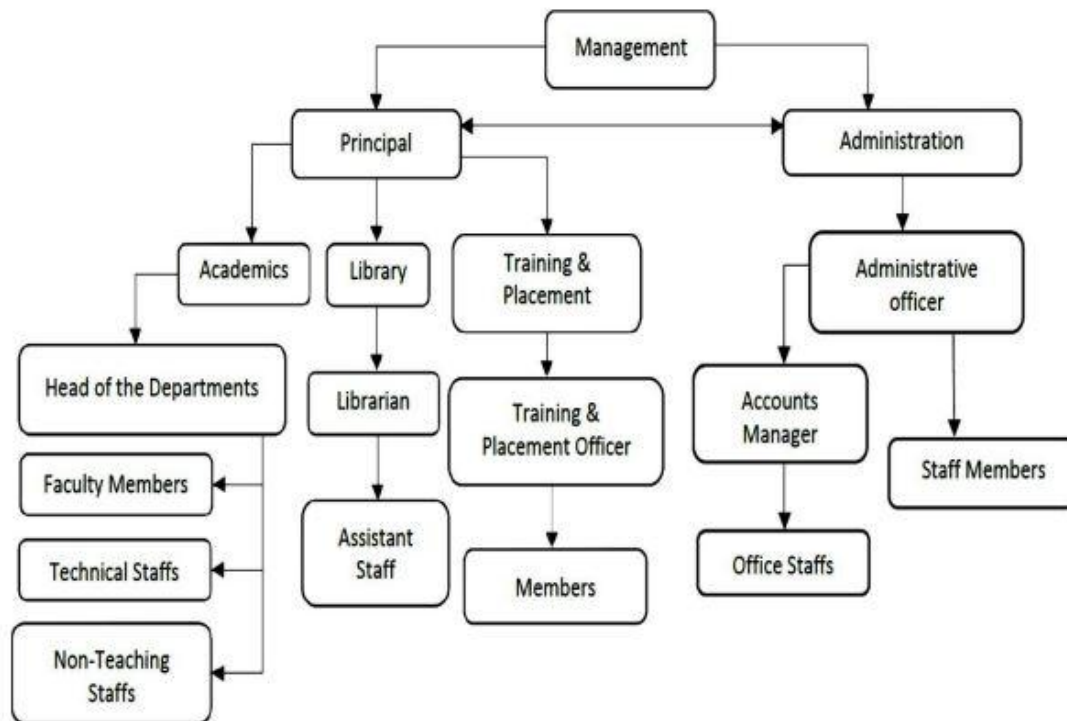 Management
Principal
Administration
Academics
Library
Training &
Placement
Administrative
officer
Head of the Departments
Librarian
Training &
Placement Officer
Accounts
Manager
Staff Members
Faculty Members
Assistant
Staff
Technical Staffs
Members
Office Staffs
Non-Teaching
Staffs